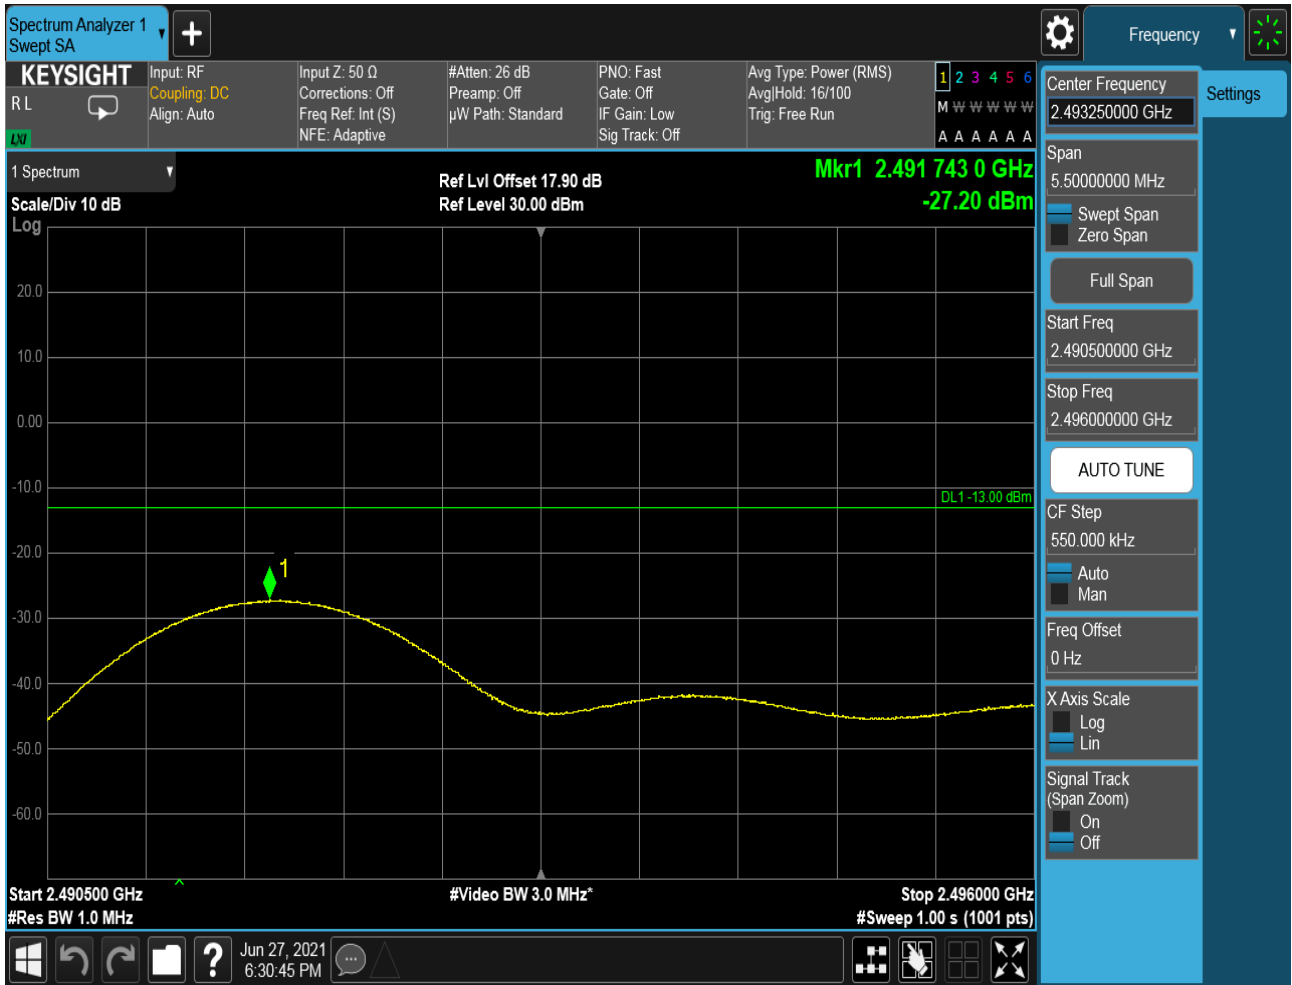 Spectrum Analyzer 1
Swept SA
Frequency
KEYSIGHT
R L
LXI
Input: RF
Coupling: DC
Align: Auto
Input Z: 50 Ω
Corrections: Off
Freq Ref: Int (S)
NFE: Adaptive
#Atten: 26 dB
Preamp: Off
µW Path: Standard
PNO: Fast
Gate: Off
IF Gain: Low
Sig Track: Off
Avg Type: Power (RMS)
Avg|Hold: 16/100
Trig: Free Run
1 2 3 4 5 6
M W W W W W
A A A A A A
1 Spectrum
Scale/Div 10 dB
Log
Ref Lvl Offset 17.90 dB
Ref Level 30.00 dBm
Mkr1 2.491 743 0 GHz
-27.20 dBm
20.0
10.0
0.00
-10.0
-20.0
-30.0
-40.0
-50.0
-60.0
DL1 -13.00 dBm
1
Start 2.490500 GHz
#Res BW 1.0 MHz
#Video BW 3.0 MHz*
Stop 2.496000 GHz
#Sweep 1.00 s (1001 pts)
Jun 27, 2021
6:30:45 PM
Center Frequency
2.493250000 GHz
Span
5.50000000 MHz
Swept Span
Zero Span
Full Span
Start Freq
2.490500000 GHz
Stop Freq
2.496000000 GHz
AUTO TUNE
CF Step
550.000 kHz
Auto
Man
Freq Offset
0 Hz
X Axis Scale
Log
Lin
Signal Track
(Span Zoom)
On
Off
Settings